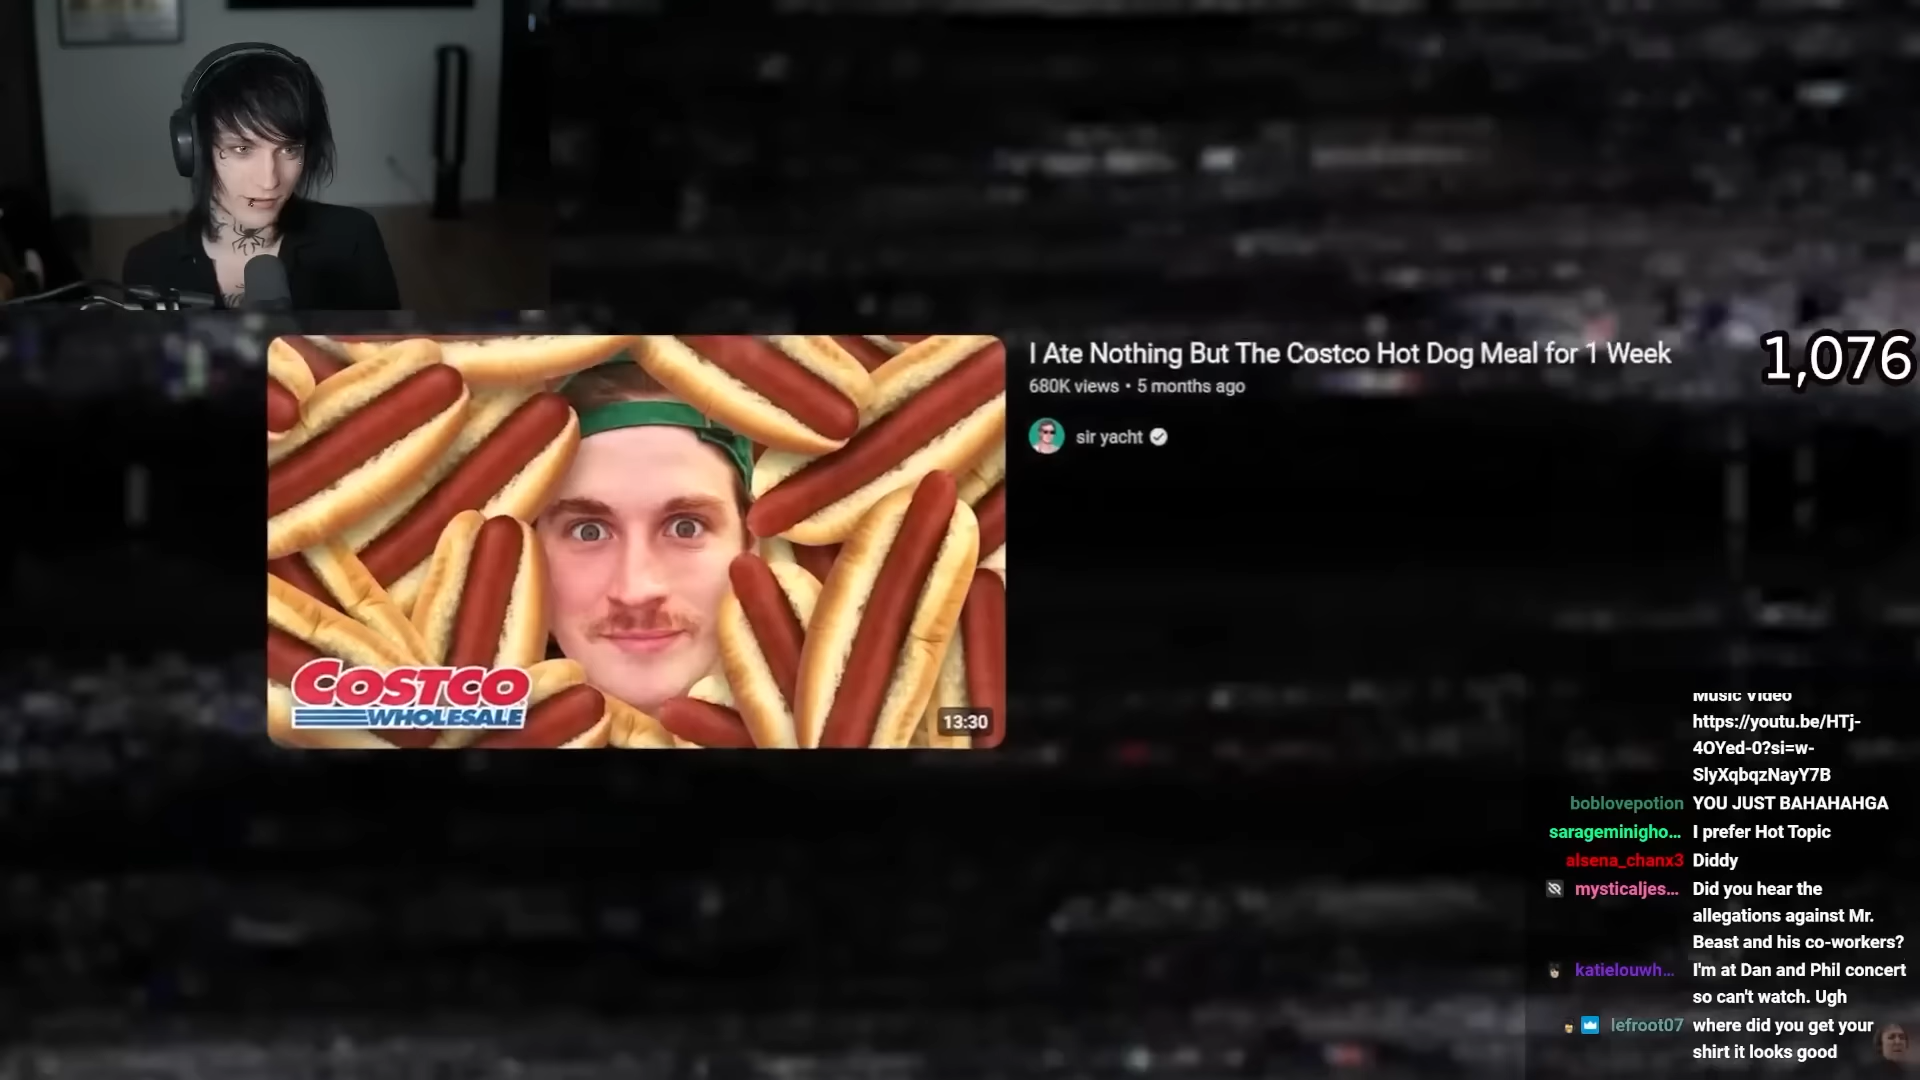 I Ate Nothing But The Costco Hot Dog Meal for 1 Week
680K views • 5 months ago
sir yacht
1,076
COSTCO
WHOLESALE
13:30
Music Video
https://youtu.be/HTj-
4OYed-0?si=w-
SlyXqbqzNayY7B
boblovepotion YOU JUST BAHAHAHGA
sarageminigho... I prefer Hot Topic
alsena_chanx3 Diddy
mysticaljes... Did you hear the
allegations against Mr.
Beast and his co-workers?
katielouwh... I'm at Dan and Phil concert
so can't watch. Ugh
lefroot07 where did you get your
shirt it looks good